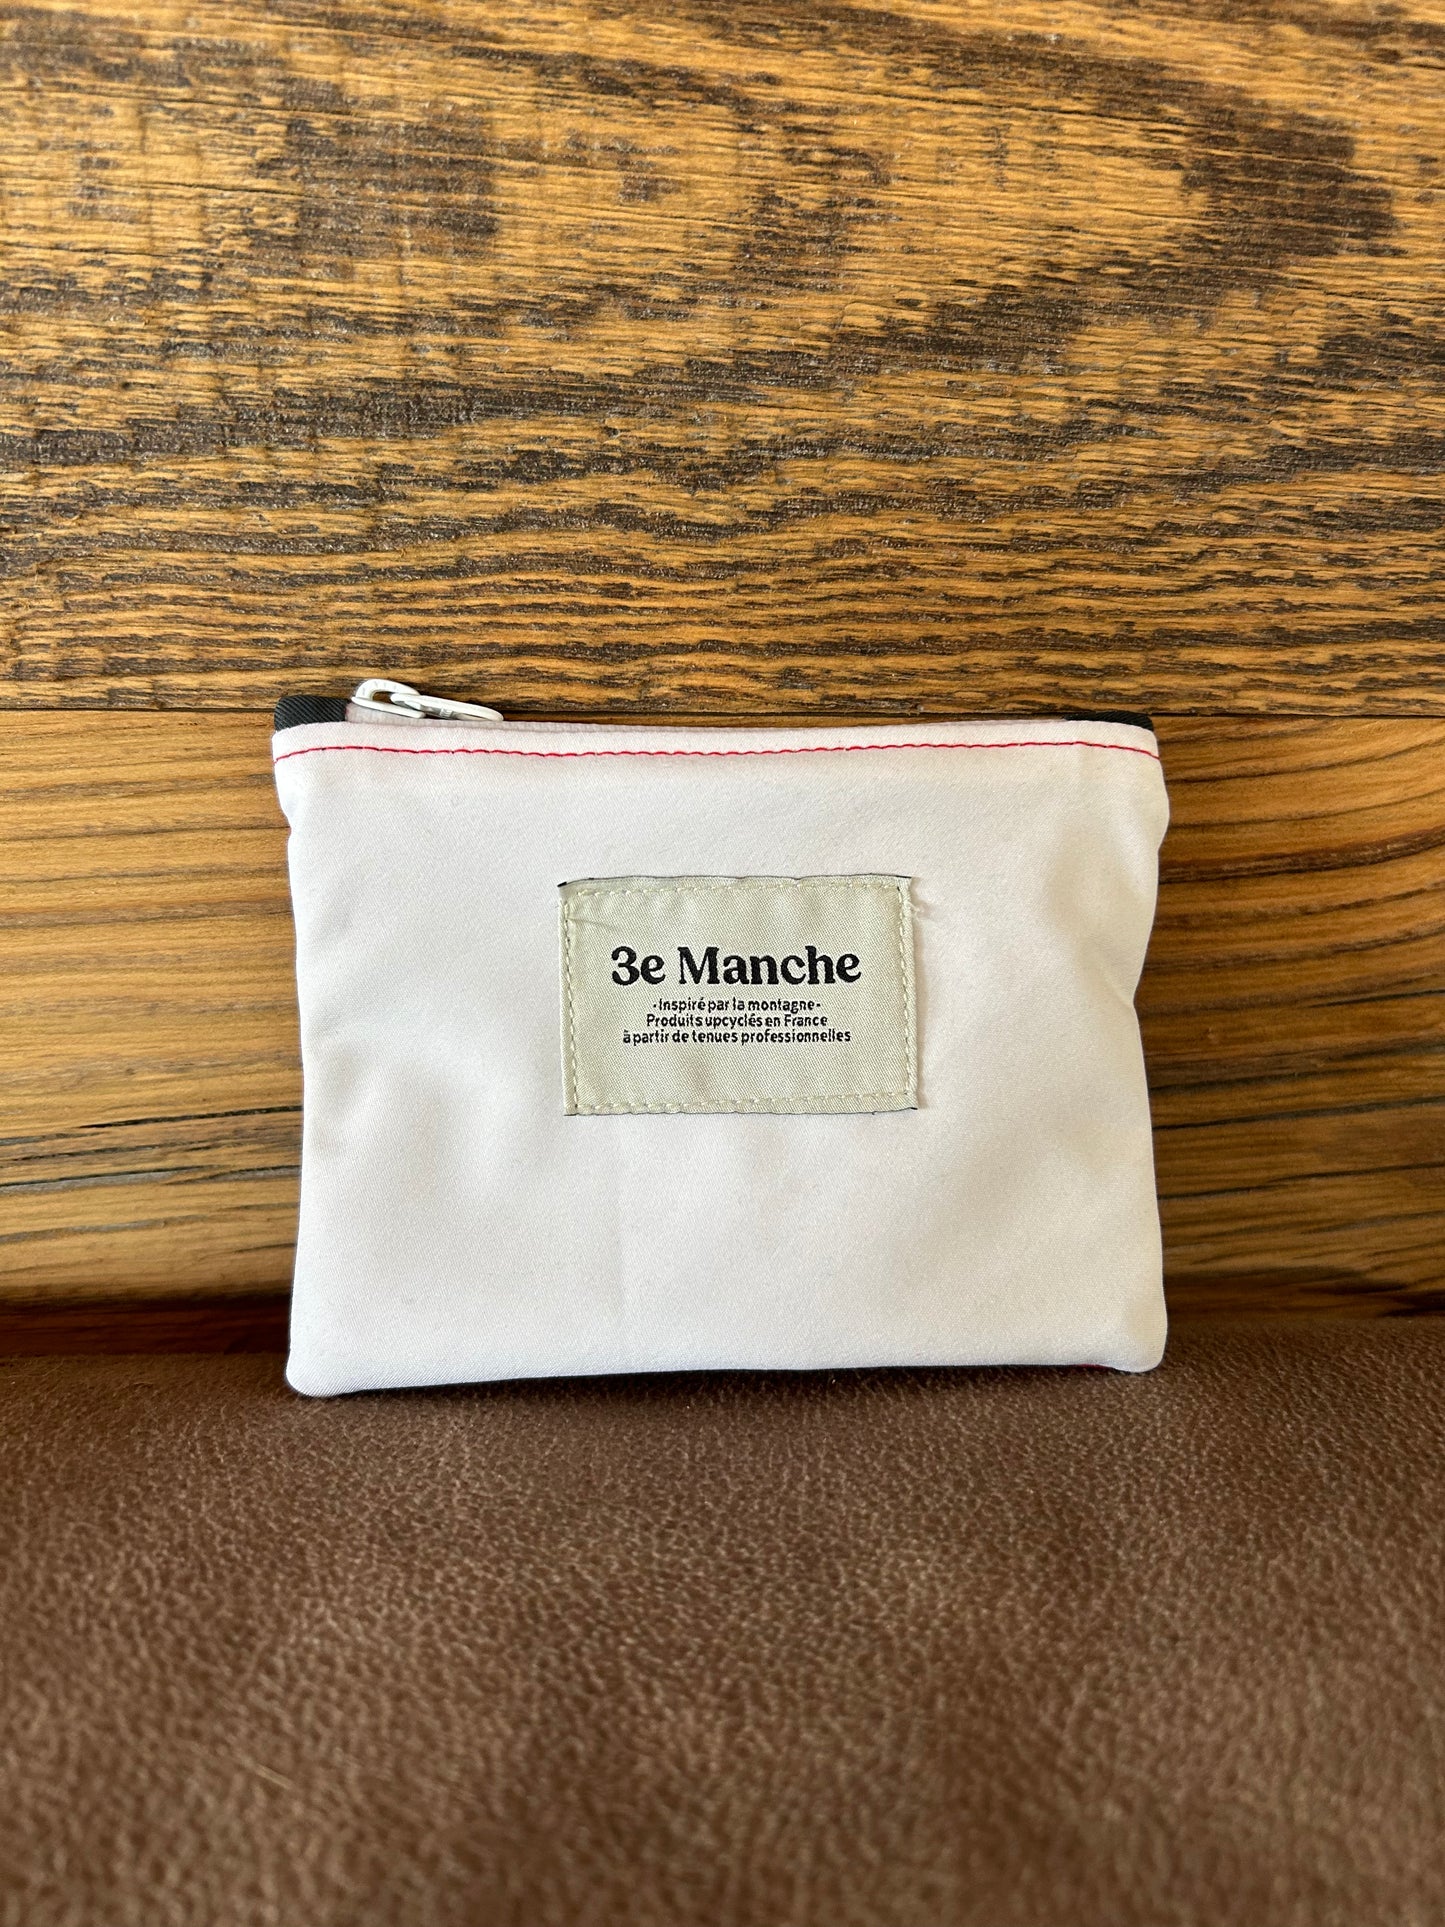 3e Manche
-Inspiré par la montagne-
Produits upcyclés en France
à partir de tenues professionnelles